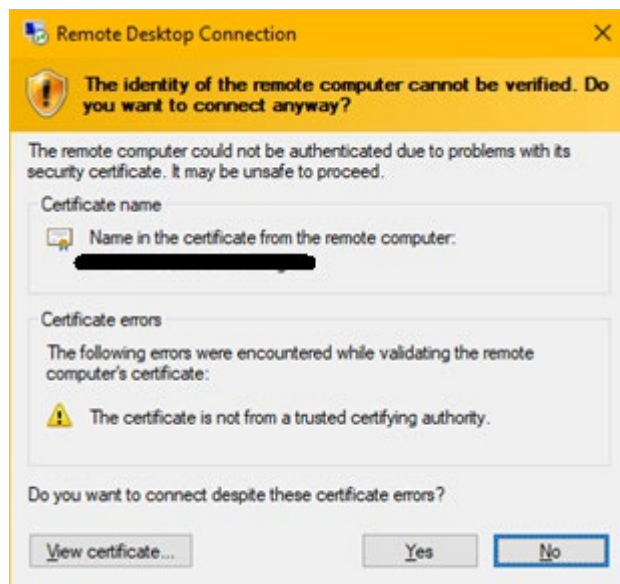 Remote Desktop Connection
The identity of the remote computer cannot be verified. Do
you want to connect anyway?
The remote computer could not be authenticated due to problems with its
security certificate. It may be unsafe to proceed.
Certificate name
Name in the certificate from the remote computer:
Certificate errors
The following errors were encountered while validating the remote
computer's certificate:
The certificate is not from a trusted certifying authority.
Do you want to connect despite these certificate errors?
View certificate... Yes No